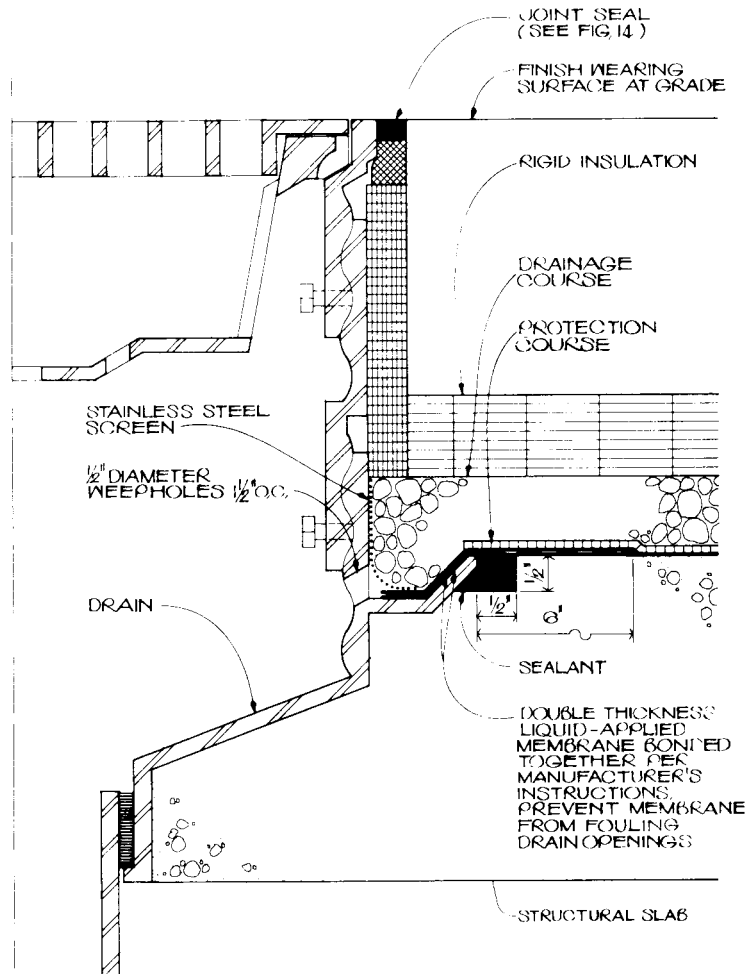 JOINT SEAL
(SEE FIG. 14)
FINISH WEARING
SURFACE AT GRADE
RIGID INSULATION
DRAINAGE
COURSE
PROTECTION
COURSE
STAINLESS STEEL
SCREEN
1/2" DIAMETER
WEEPHOLES 1 1/2" O.C.
1/2"
1/2"
6"
DRAIN
SEALANT
DOUBLE THICKNESS
LIQUID-APPLIED
MEMBRANE BONDED
TOGETHER PER
MANUFACTURER'S
INSTRUCTIONS.
PREVENT MEMBRANE
FROM FOULING
DRAIN OPENINGS
STRUCTURAL SLAB